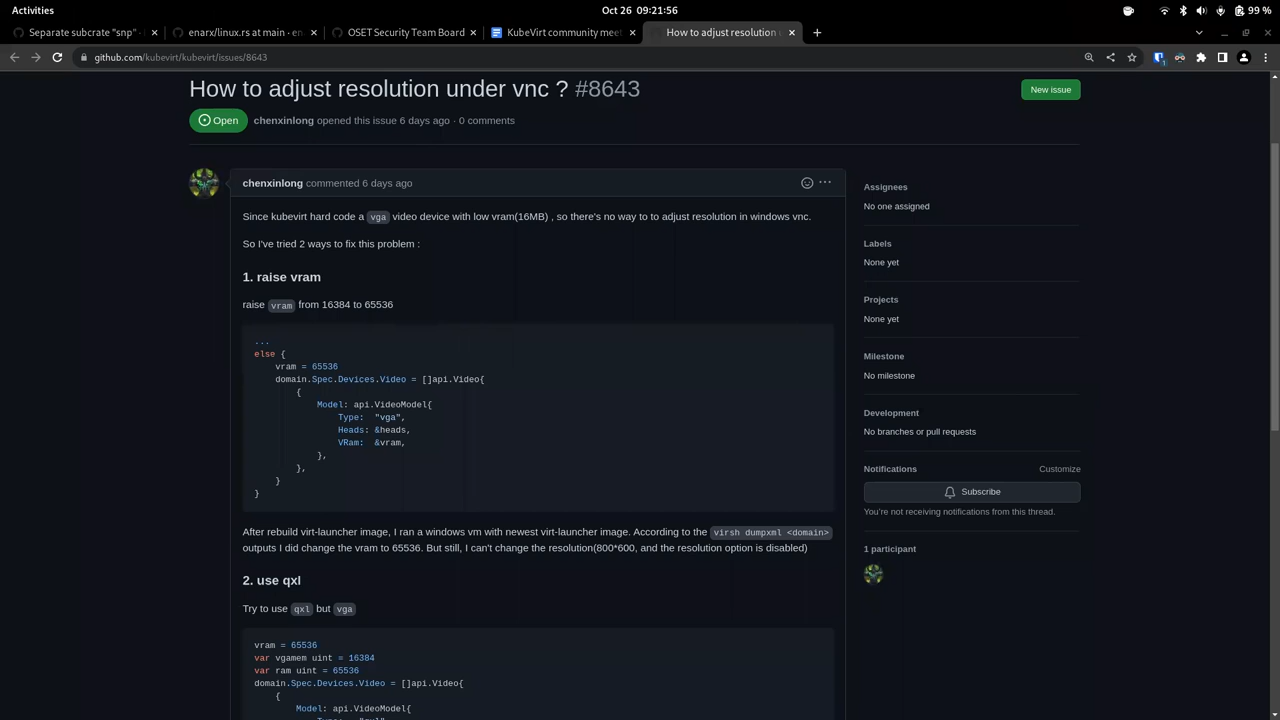 Activities
Oct 26 09:21:56
99 %
Separate subcrate "snp" ·
enarx/linux.rs at main · en
OSET Security Team Board
KubeVirt community mee
How to adjust resolution
github.com/kubevirt/kubevirt/issues/8643
How to adjust resolution under vnc ? #8643
New issue
Open
chenxinlong opened this issue 6 days ago · 0 comments
chenxinlong commented 6 days ago
Since kubevirt hard code a vga video device with low vram(16MB) , so there's no way to to adjust resolution in windows vnc.
So I've tried 2 ways to fix this problem :
1. raise vram
raise vram from 16384 to 65536
...
else {
vram = 65536
domain.Spec.Devices.Video = []api.Video{
{
Model: api.VideoModel{
Type: "vga",
Heads: &heads,
VRam: &vram,
},
},
}
}
After rebuild virt-launcher image, I ran a windows vm with newest virt-launcher image. According to the virsh dumpxml <domain>
outputs I did change the vram to 65536. But still, I can't change the resolution(800*600, and the resolution option is disabled)
2. use qxl
Try to use qxl but vga
vram = 65536
var vgamem uint = 16384
var ram uint = 65536
domain.Spec.Devices.Video = []api.Video{
{
Model: api.VideoModel{
Assignees
No one assigned
Labels
None yet
Projects
None yet
Milestone
No milestone
Development
No branches or pull requests
Notifications
Customize
Subscribe
You're not receiving notifications from this thread.
1 participant